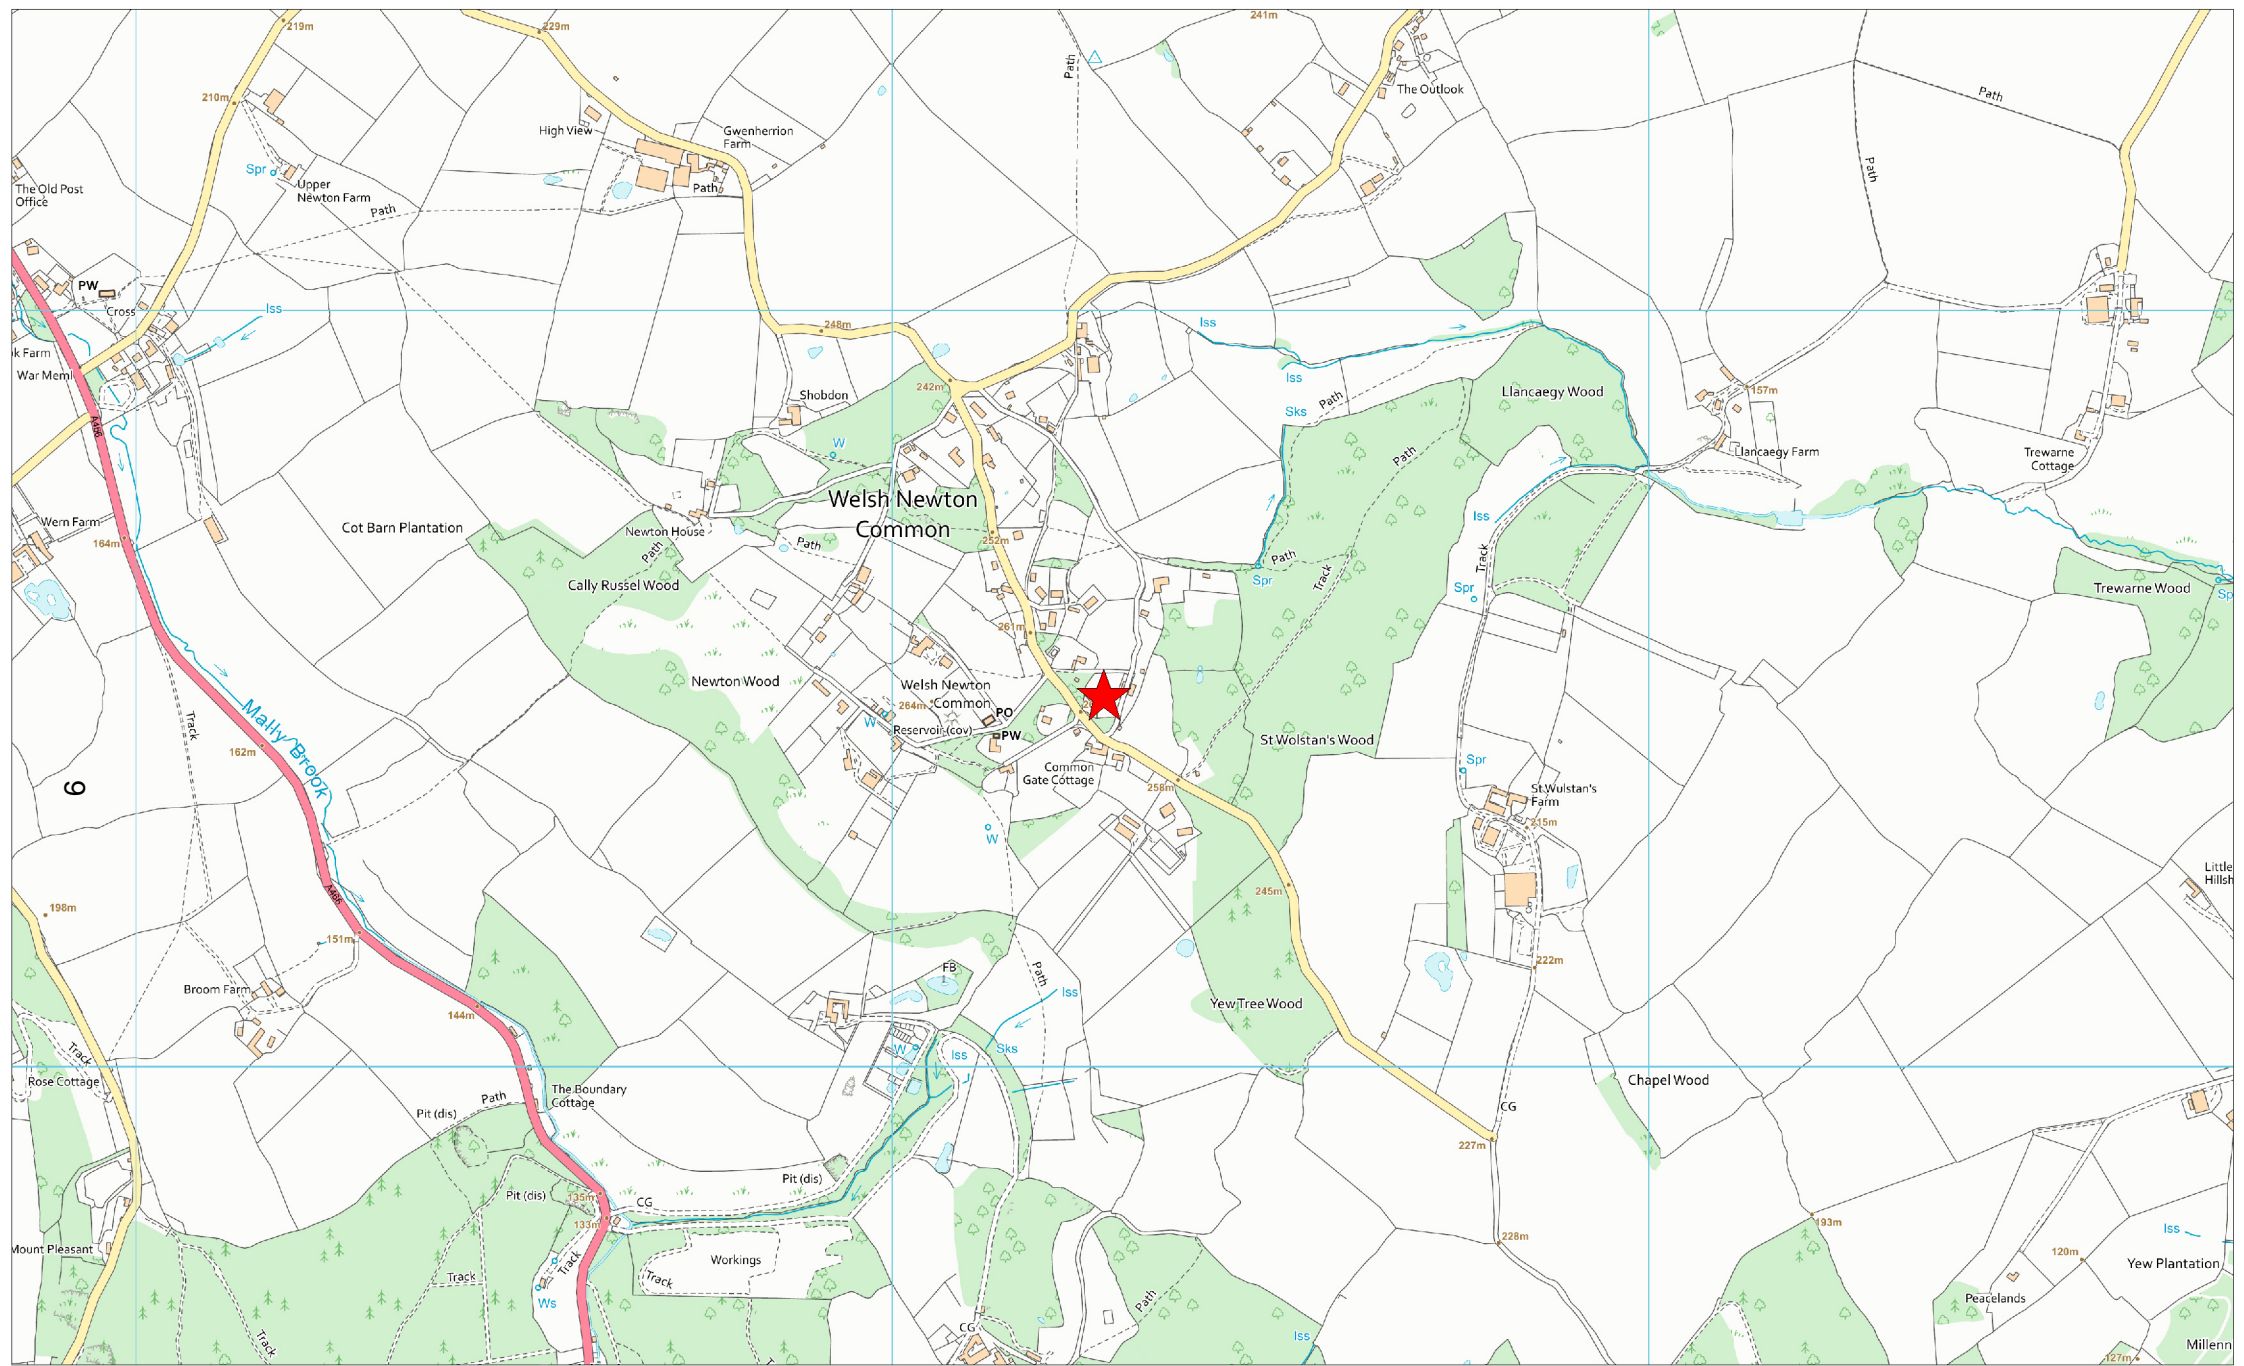 219m
229m
241m
210m
Path
The Outlook
Path
High View
Gwenherrion
Farm
Spr
Upper
Newton Farm
Path
Path
Path
The Old Post
Office
PW
Cross
Iss
248m
Iss
k Farm
War Meml
242m
Shobdon
Iss
Path
Llancaegy Wood
157m
A466
W
Sks
Path
Llancaegy Farm
Trewarne
Cottage
Welsh Newton
Common
Wern Farm
164m
Cot Barn Plantation
Newton House
Path
Path
252m
Path
Iss
Track
Cally Russel Wood
Spr
Track
Spr
Trewarne Wood
Sp
261m
Newton Wood
Welsh Newton
Common
264m
PO
W
Reservoir (cov)
PW
Mally Brook
Track
162m
6
Common
Gate Cottage
258m
St Wolstan's Wood
Spr
St Wulstan's
Farm
215m
W
A466
245m
Little
Hillsh
198m
151m
222m
FB
Path
Broom Farm
144m
Iss
Yew Tree Wood
W
Iss
Sks
Track
Rose Cottage
The Boundary
Cottage
Path
Pit (dis)
Chapel Wood
CG
227m
Pit (dis)
Pit (dis)
135m
CG
133m
193m
Iss
228m
120m
Mount Pleasant
Track
Workings
Yew Plantation
Track
Track
Ws
Path
Peacelands
Track
CG
Iss
Millenn
127m